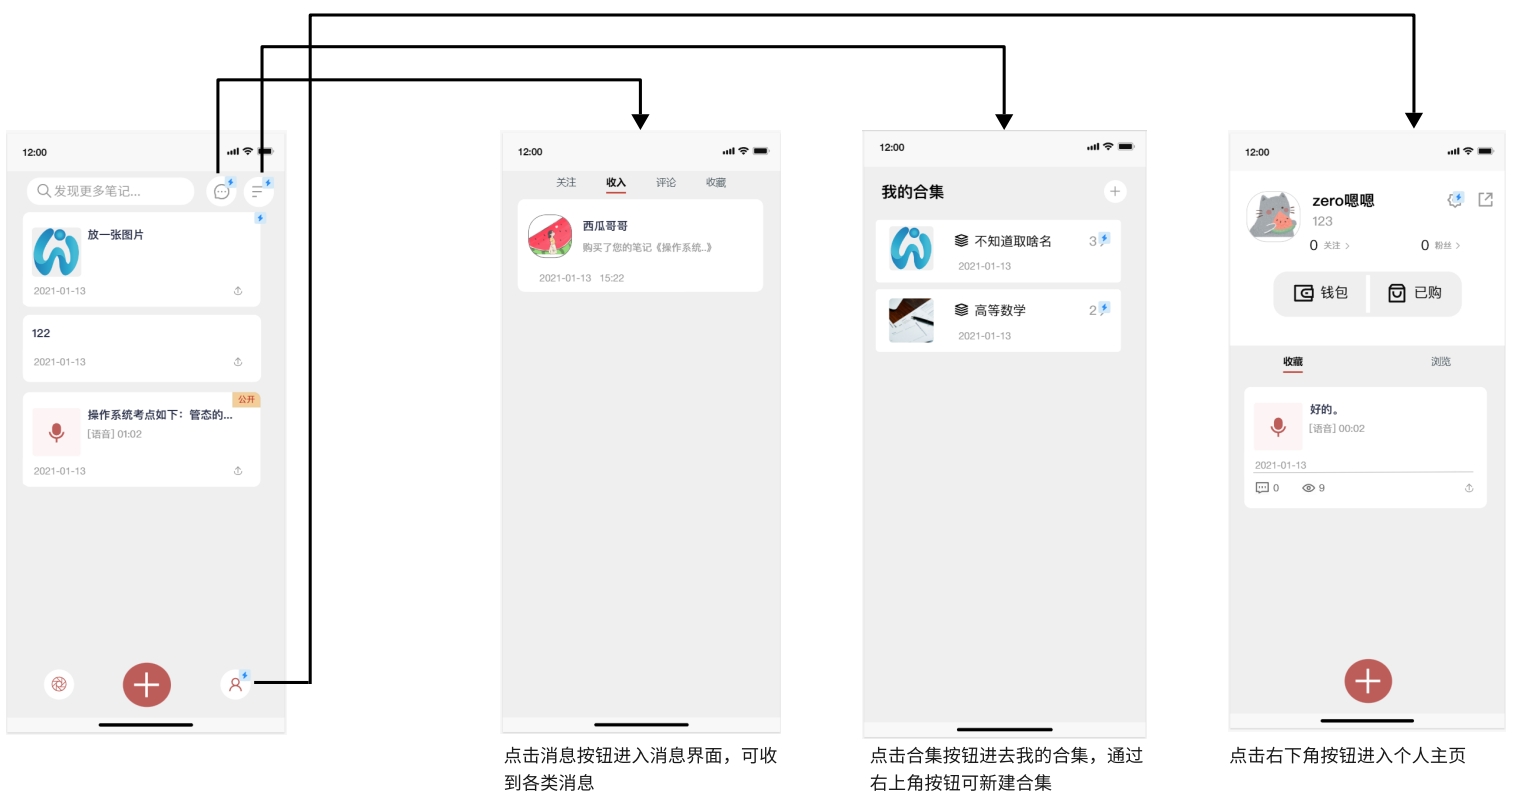 12:00
发现更多笔记...
放一张图片
2021-01-13
122
2021-01-13
公开
操作系统考点如下：管态的...
[语音] 01:02
2021-01-13
12:00
关注 收入 评论 收藏
西瓜哥哥
购买了您的笔记《操作系统..》
2021-01-13 15:22
点击消息按钮进入消息界面，可收
到各类消息
12:00
我的合集
不知道取啥名 3
2021-01-13
高等数学 2
2021-01-13
点击合集按钮进去我的合集，通过
右上角按钮可新建合集
12:00
zero嗯嗯
123
0 关注 0 粉丝
钱包 已购
收藏 浏览
好的。
[语音] 00:02
2021-01-13
0 9
点击右下角按钮进入个人主页